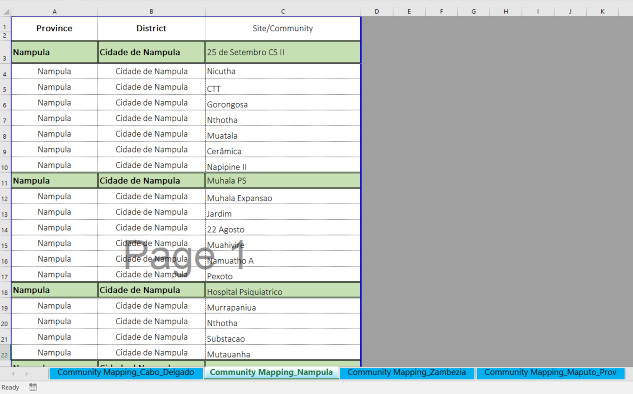 A B C D E F G H I J K
1 Province District Site/Community
2
3 Nampula Cidade de Nampula 25 de Setembro CS II
4 Nampula Cidade de Nampula Nicutha
5 Nampula Cidade de Nampula CTT
6 Nampula Cidade de Nampula Gorongosa
7 Nampula Cidade de Nampula Nthotha
8 Nampula Cidade de Nampula Muatala
9 Nampula Cidade de Nampula Cerâmica
10 Nampula Cidade de Nampula Napipine II
11 Nampula Cidade de Nampula Muhala PS
12 Nampula Cidade de Nampula Muhala Expansao
13 Nampula Cidade de Nampula Jardim
14 Nampula Cidade de Nampula 22 Agosto
15 Nampula Cidade de Nampula Muahivire
16 Nampula Cidade de Nampula Namuatho A
Page 1
17 Nampula Cidade de Nampula Pexoto
18 Nampula Cidade de Nampula Hospital Psiquiatrico
19 Nampula Cidade de Nampula Murrapaniua
20 Nampula Cidade de Nampula Nthotha
21 Nampula Cidade de Nampula Substacao
22 Nampula Cidade de Nampula Mutauanha
Community Mapping_Cabo_Delgado Community Mapping_Nampula Community Mapping_Zambezia Community Mapping_Maputo_Prov
Ready